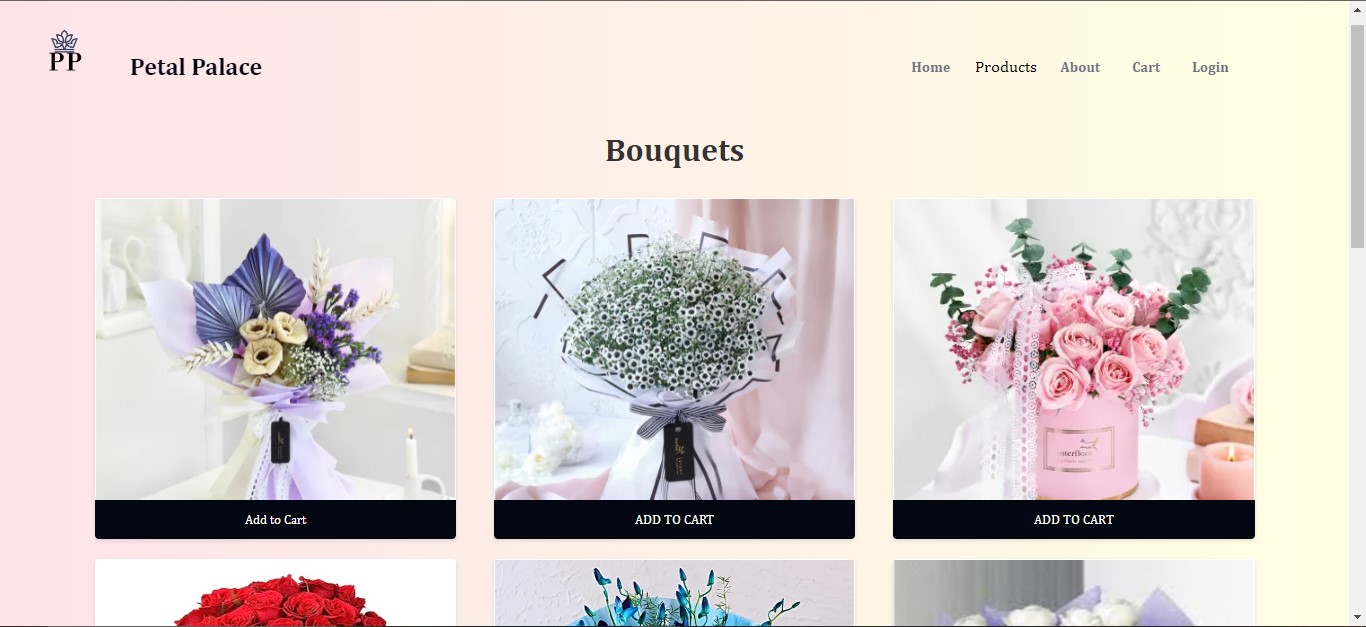 PP
Petal Palace
Home Products About Cart Login
Bouquets
Add to Cart
ADD TO CART
ADD TO CART